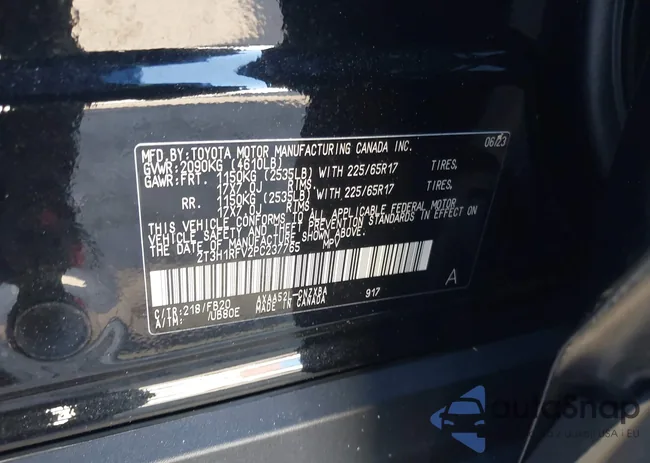 MFD. BY: TOYOTA MOTOR MANUFACTURING CANADA INC. 06/23
GVWR: 2090KG (4610LB)
GAWR: FRT. 1150KG (2535LB) WITH 225/65R17 TIRES,
17X7.0J RIMS,
RR. 1150KG (2535LB) WITH 225/65R17 TIRES,
17X7.0J RIMS,
THIS VEHICLE CONFORMS TO ALL APPLICABLE FEDERAL MOTOR
VEHICLE SAFETY AND THEFT PREVENTION STANDARDS IN EFFECT ON
THE DATE OF MANUFACTURE SHOWN ABOVE.
2T3H1RFV2PC237765 MPV
A
C/TR: 218/FB20 917
A/TM: /UB80E MADE IN CANADA
autoSnap
USA • EU